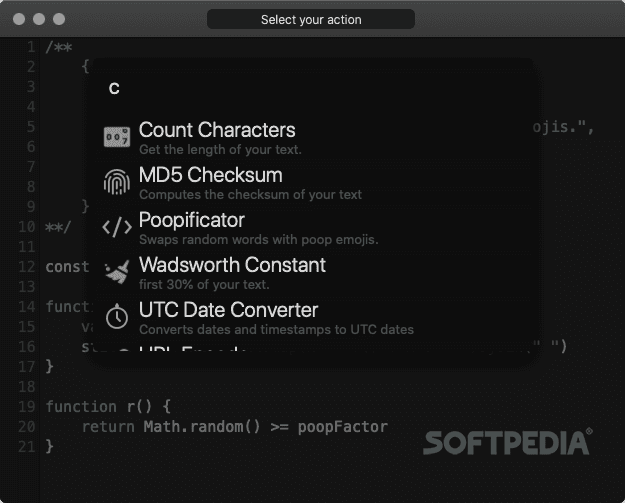 Select your action
1 /**
2 {
3
c
4
5 ojis.",
Count Characters
Get the length of your text.
6
7
MD5 Checksum
Computes the checksum of your text
8
9 }
10 **/
Poopificator
Swaps random words with poop emojis.
11
12 const
Wadsworth Constant
first 30% of your text.
13
14 functio
15 va
UTC Date Converter
Converts dates and timestamps to UTC dates
16 st " ")
URL Encode
17 }
18
19 function r() {
20 return Math.random() >= poopFactor
21 }
SOFTPEDIA®